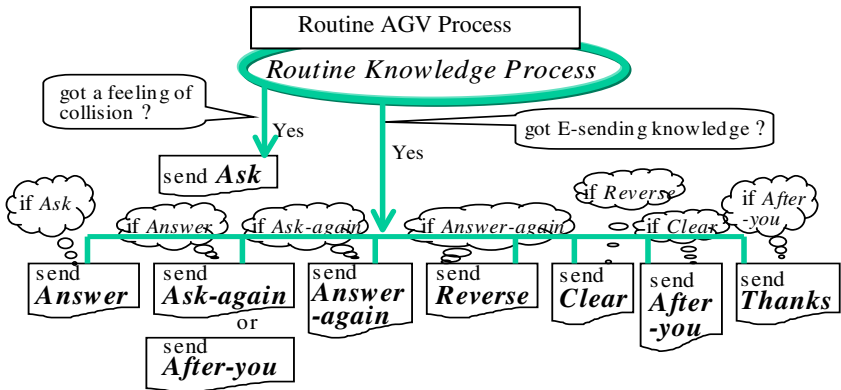 Routine AGV Process
Routine Knowledge Process
got a feeling of
collision ?
Yes
got E-sending knowledge ?
Yes
send Ask
if Ask
if Answer
if Ask-again
if Answer-again
if Reverse
if Clear
if After
-you
send
Answer
send
Ask-again
or
send
After-you
send
Answer
-again
send
Reverse
send
Clear
send
After
-you
send
Thanks